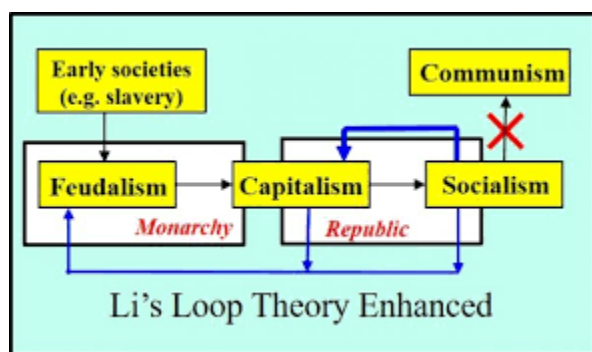 Early societies
(e.g. slavery)
Communism
Feudalism
Capitalism
Socialism
Monarchy
Republic
Li's Loop Theory Enhanced